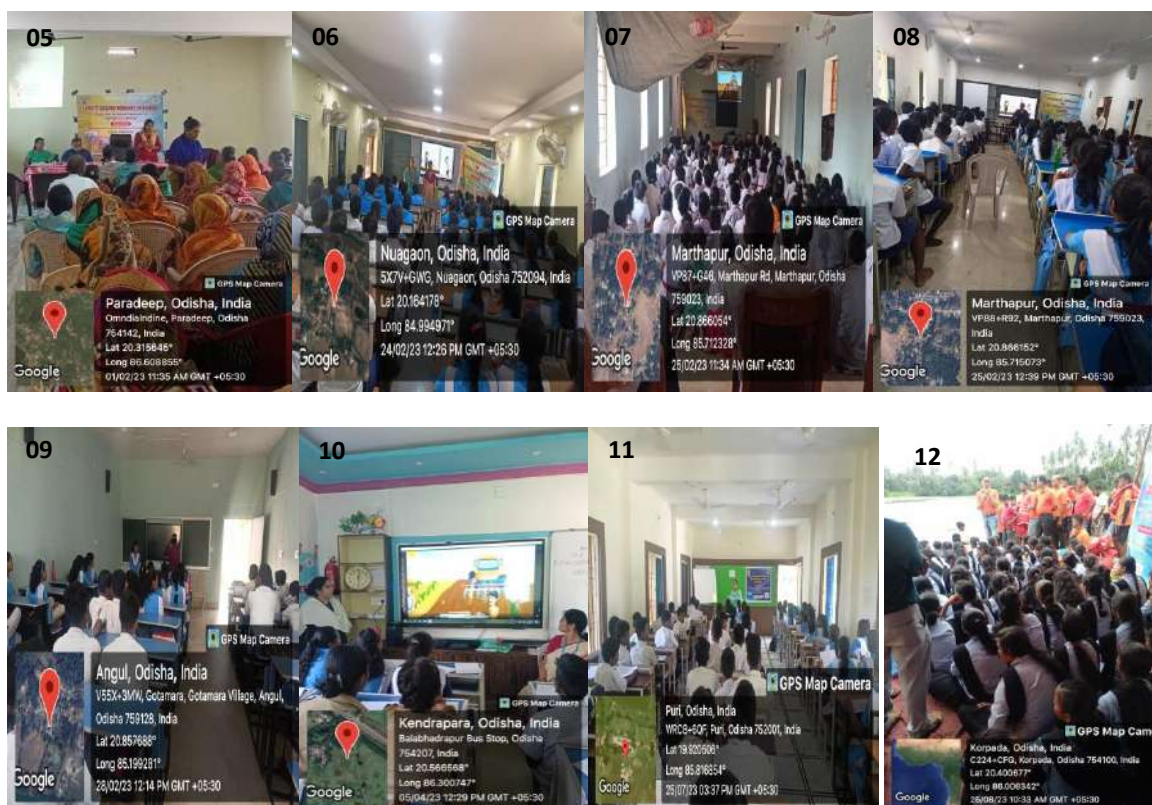 05
GPS Map Camera
Paradeep, Odisha, India
OmndiaIndine, Paradeep, Odisha
754142, India
Lat 20.315646°
Long 86.608855°
01/02/23 11:35 AM GMT +05:30
06
GPS Map Camera
Nuagaon, Odisha, India
5X7V+GWG, Nuagaon, Odisha 752094, India
Lat 20.164178°
Long 84.994971°
24/02/23 12:26 PM GMT +05:30
Google
07
GPS Map Camera
Marthapur, Odisha, India
VP87+G46, Marthapur Rd, Marthapur, Odisha
759023, India
Lat 20.866054°
Long 85.712328°
25/02/23 11:34 AM GMT +05:30
Google
08
GPS Map Camera
Marthapur, Odisha, India
VP88+R92, Marthapur, Odisha 759023,
India
Lat 20.866152°
Long 85.715073°
25/02/23 12:39 PM GMT +05:30
Google
Google
09
GPS Map Camera
Angul, Odisha, India
V55X+3MW, Gotamara, Gotamara Village, Angul,
Odisha 759128, India
Lat 20.857688°
Long 85.199281°
28/02/23 12:14 PM GMT +05:30
Google
10
GPS Map Camera
Kendrapara, Odisha, India
Balabhadrapur Bus Stop, Odisha
754207, India
Lat 20.566568°
Long 86.300747°
05/04/23 12:29 PM GMT +05:30
Google
11
GPS Map Camera
Puri, Odisha, India
WRC8+6QF, Puri, Odisha 752001, India
Lat 19.820506°
Long 85.816854°
25/07/23 03:37 PM GMT +05:30
Google
12
GPS Map Cam
Korpada, Odisha, India
C224+CFG, Korpada, Odisha 754100, India
Lat 20.400677°
Long 86.006342°
25/08/23 10:33 AM GMT +05:30
Google